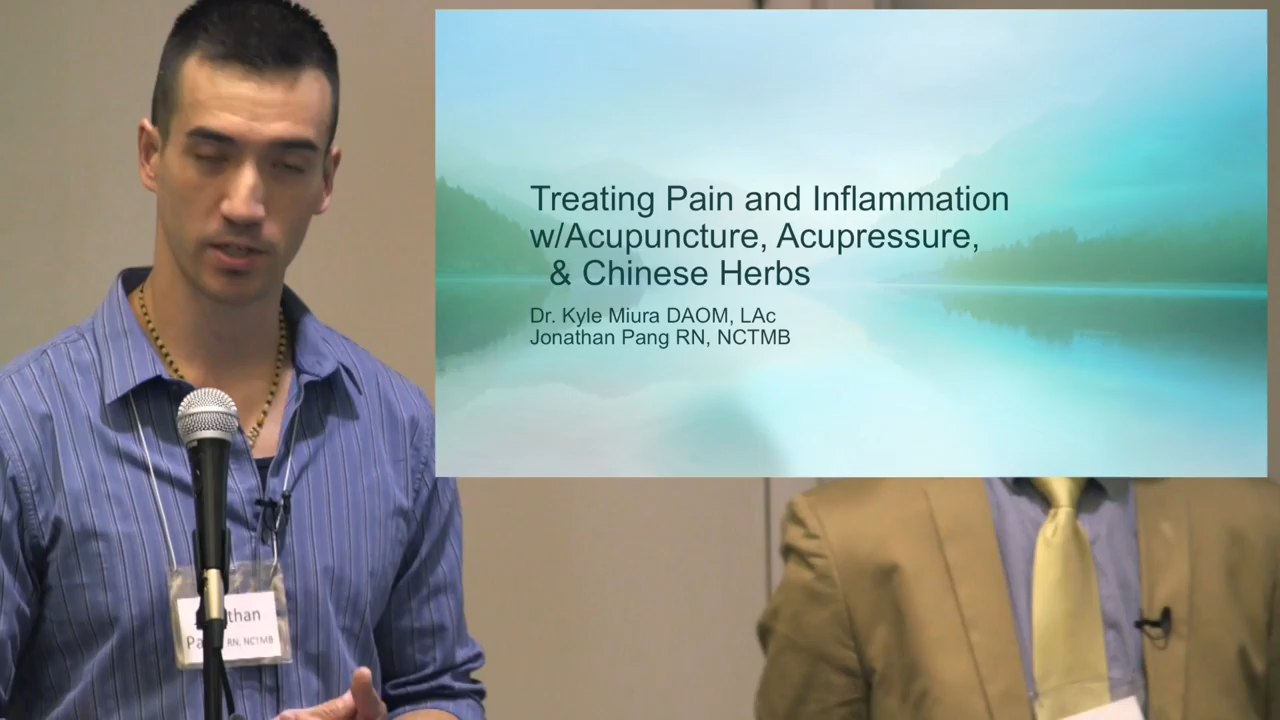 Treating Pain and Inflammation
w/Acupuncture, Acupressure,
& Chinese Herbs
Dr. Kyle Miura DAOM, LAc
Jonathan Pang RN, NCTMB
RN, NCTMB